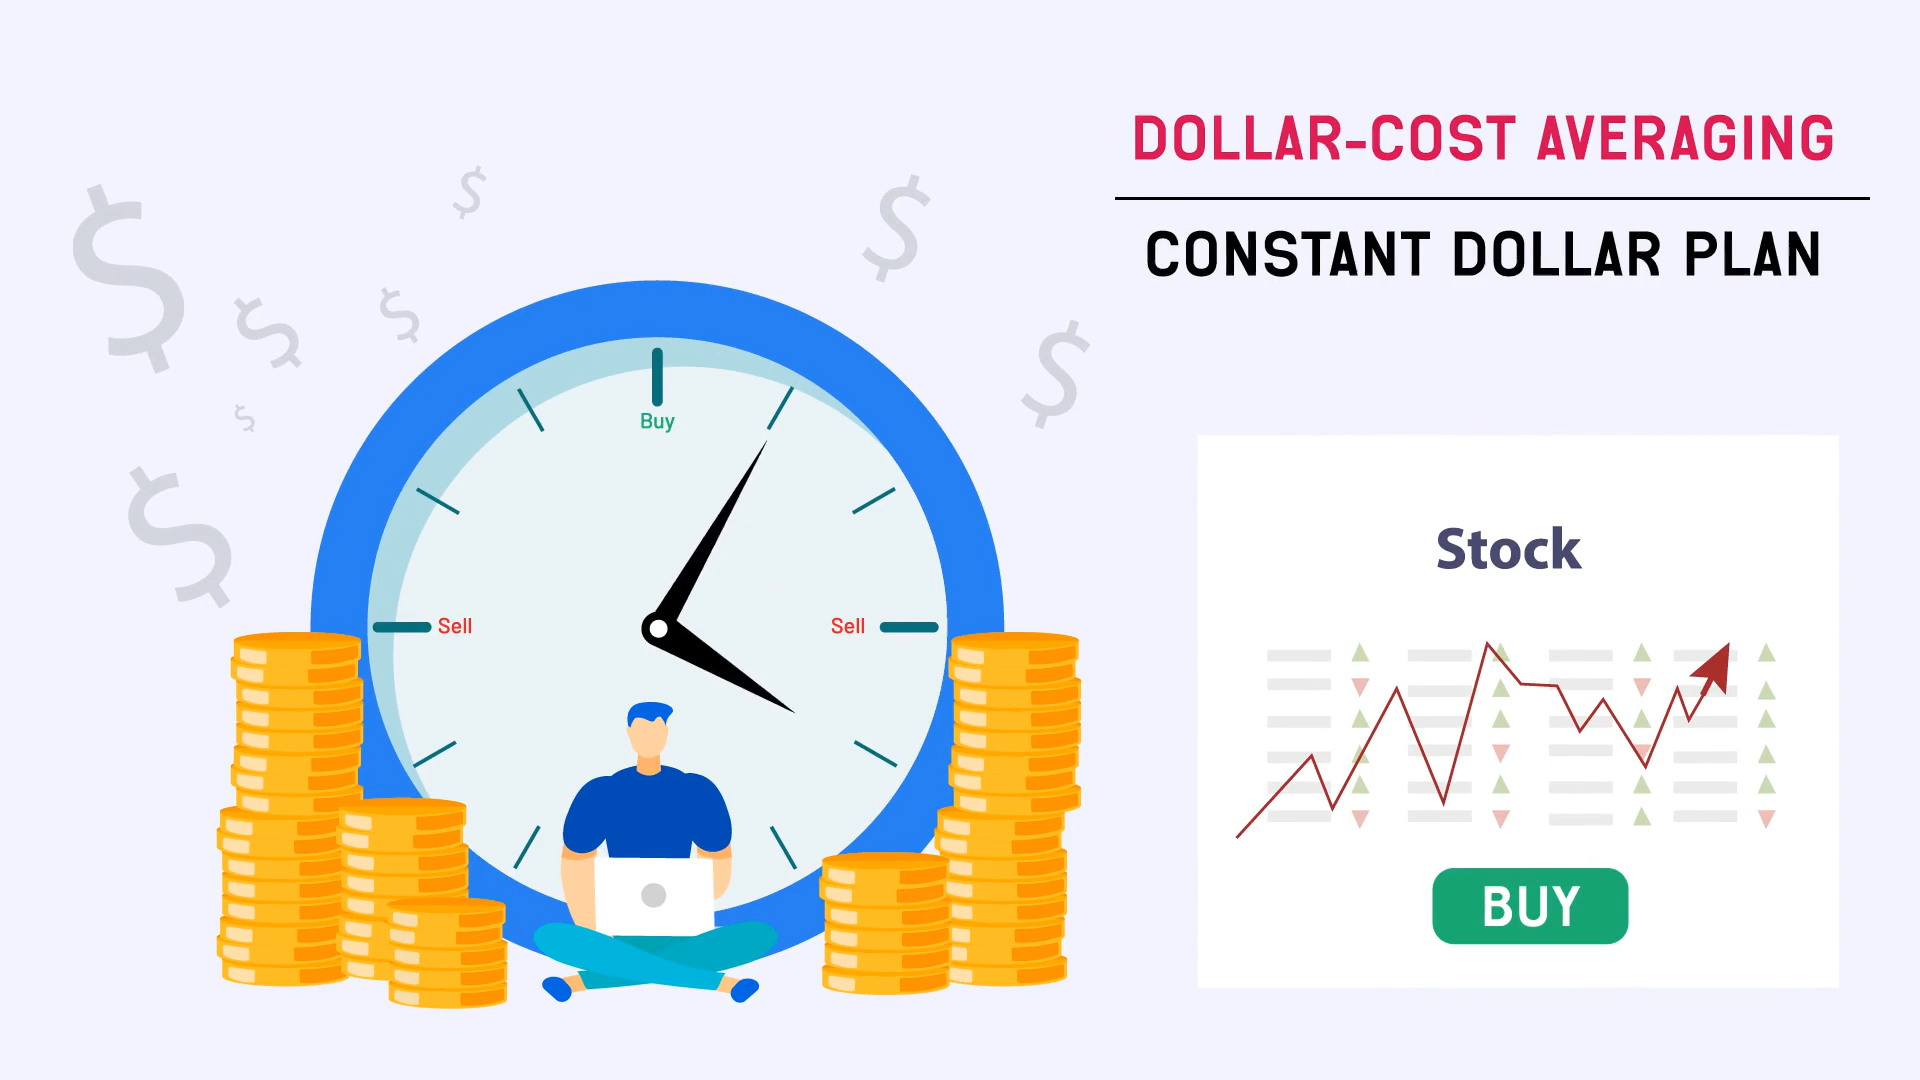 DOLLAR-COST AVERAGING
CONSTANT DOLLAR PLAN
Buy
Sell
Sell
Stock
BUY